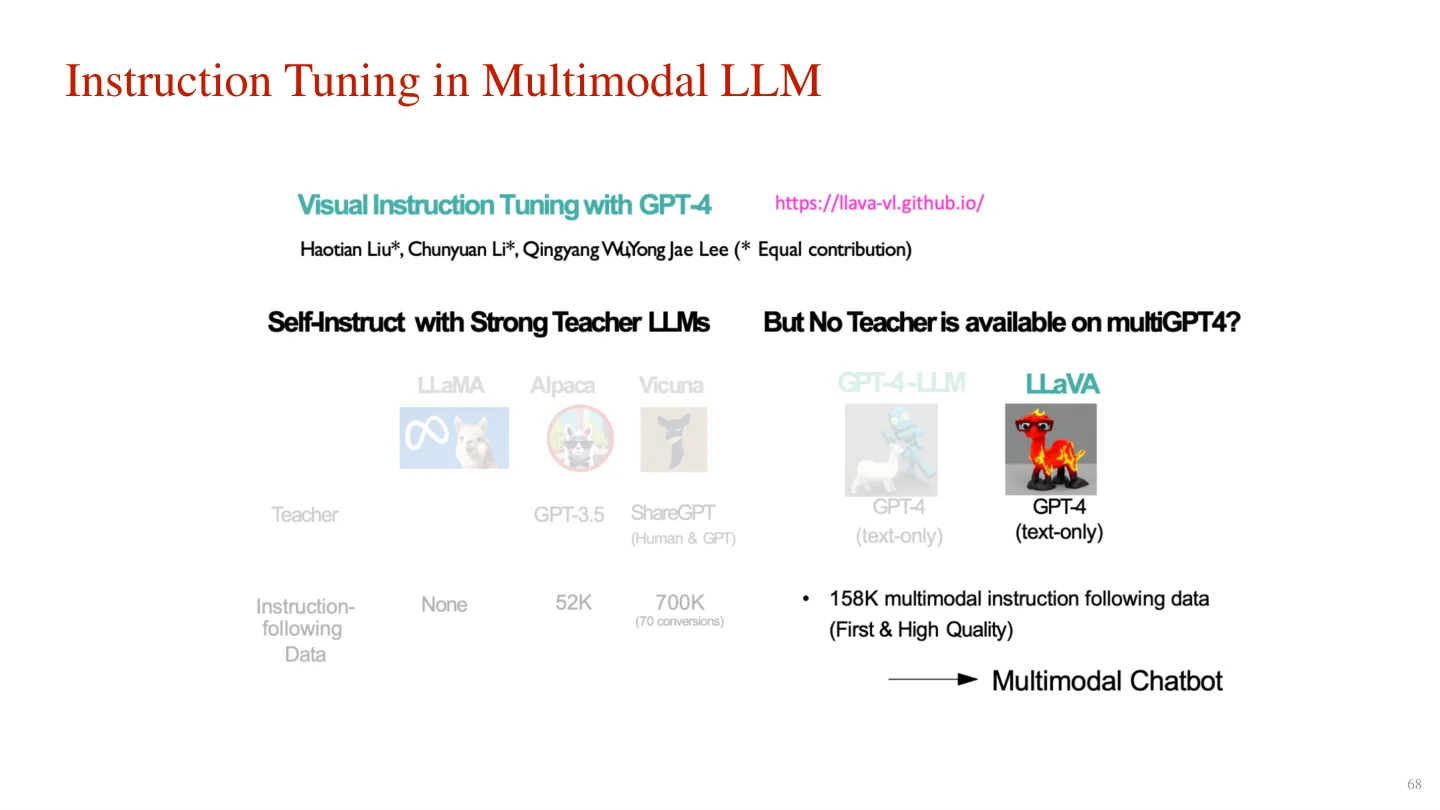 Instruction Tuning in Multimodal LLM
Visual Instruction Tuning with GPT-4
https://llava-vl.github.io/
Haotian Liu*, Chunyuan Li*, Qingyang Wu, Yong Jae Lee (* Equal contribution)
Self-Instruct with Strong Teacher LLMs
But No Teacher is available on multiGPT4?
LLaMA Alpaca Vicuna
GPT-4-LLM LLaVA
Teacher GPT-3.5 ShareGPT
(Human & GPT)
GPT-4 GPT-4
(text-only) (text-only)
Instruction-
following
Data
None 52K 700K
(70 conversions)
• 158K multimodal instruction following data
(First & High Quality)
Multimodal Chatbot
68